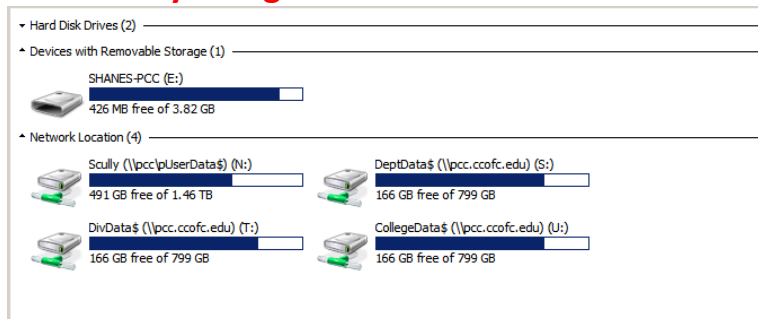 Hard Disk Drives (2)
Devices with Removable Storage (1)
SHANES-PCC (E:)
426 MB free of 3.82 GB
Network Location (4)
Scully (\\pcc\pUserData$) (N:)
491 GB free of 1.46 TB
DeptData$ (\\pcc.ccofc.edu) (S:)
166 GB free of 799 GB
DivData$ (\\pcc.ccofc.edu) (T:)
166 GB free of 799 GB
CollegeData$ (\\pcc.ccofc.edu) (U:)
166 GB free of 799 GB